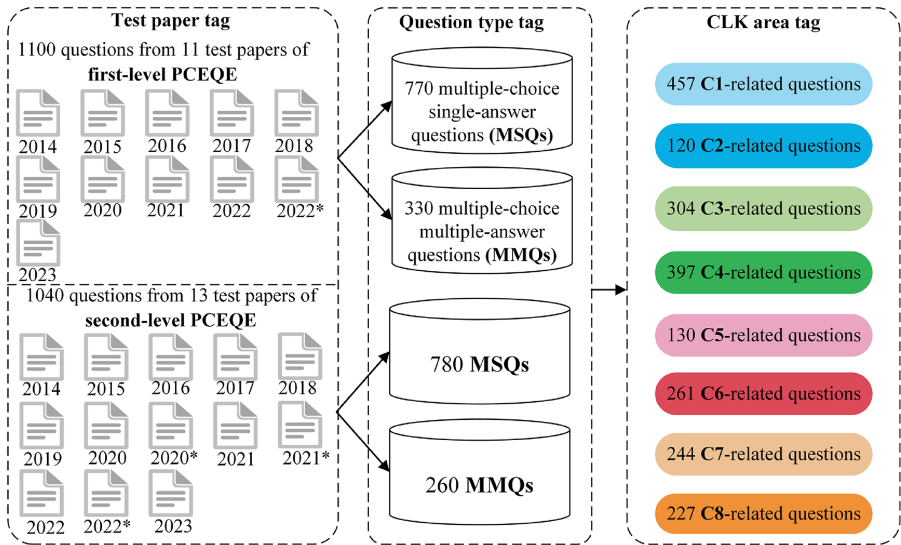 Test paper tag
1100 questions from 11 test papers of
first-level PCEQE
2014 2015 2016 2017 2018
2019 2020 2021 2022 2022*
2023
1040 questions from 13 test papers of
second-level PCEQE
2014 2015 2016 2017 2018
2019 2020 2020* 2021 2021*
2022 2022* 2023
Question type tag
770 multiple-choice
single-answer
questions (MSQs)
330 multiple-choice
multiple-answer
questions (MMQs)
780 MSQs
260 MMQs
CLK area tag
457 C1-related questions
120 C2-related questions
304 C3-related questions
397 C4-related questions
130 C5-related questions
261 C6-related questions
244 C7-related questions
227 C8-related questions